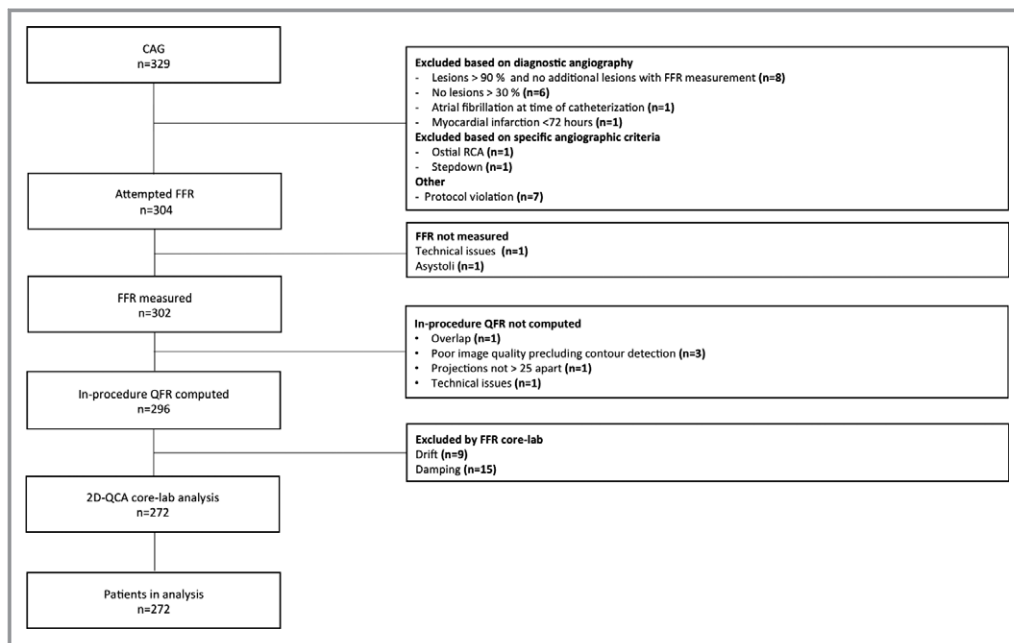 CAG
n=329
Excluded based on diagnostic angiography
- Lesions > 90 % and no additional lesions with FFR measurement (n=8)
- No lesions > 30 % (n=6)
- Atrial fibrillation at time of catheterization (n=1)
- Myocardial infarction <72 hours (n=1)
Excluded based on specific angiographic criteria
- Ostial RCA (n=1)
- Stepdown (n=1)
Other
- Protocol violation (n=7)
Attempted FFR
n=304
FFR not measured
Technical issues (n=1)
Asystoli (n=1)
FFR measured
n=302
In-procedure QFR not computed
• Overlap (n=1)
• Poor image quality precluding contour detection (n=3)
• Projections not > 25 apart (n=1)
• Technical issues (n=1)
In-procedure QFR computed
n=296
Excluded by FFR core-lab
Drift (n=9)
Damping (n=15)
2D-QCA core-lab analysis
n=272
Patients in analysis
n=272